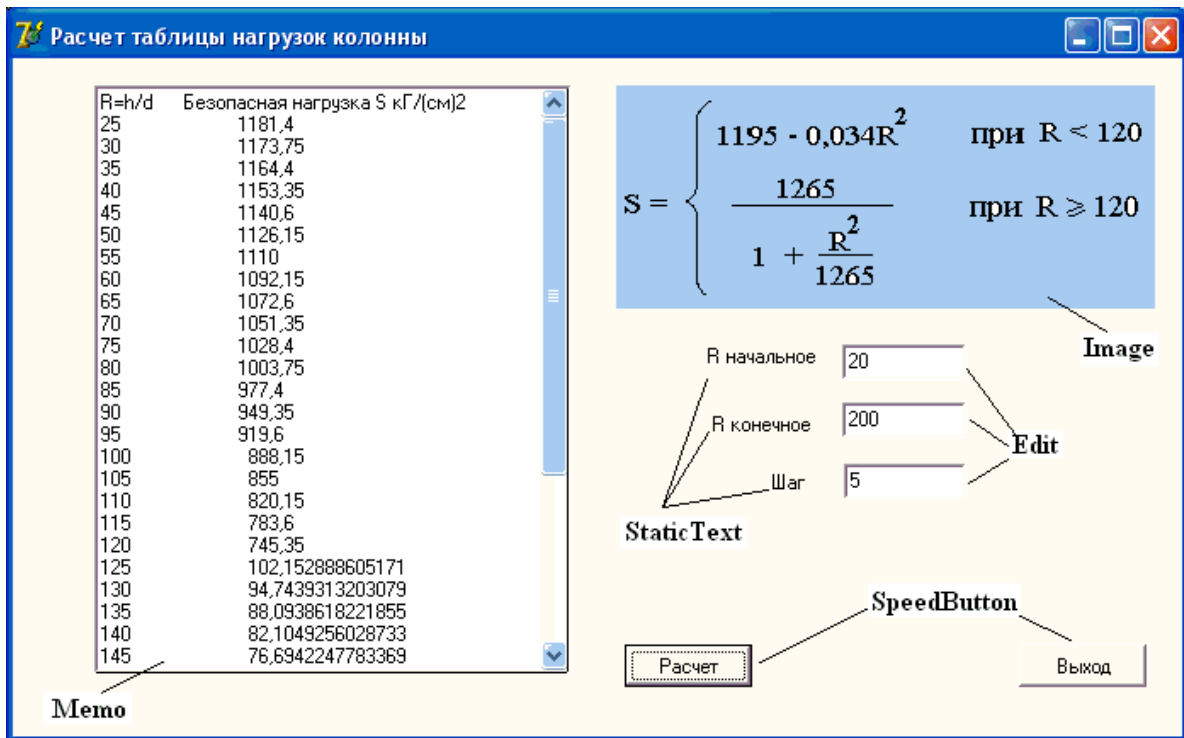 Расчет таблицы нагрузок колонны
R=h/d Безопасная нагрузка S кГ/(см)2
25 1181,4
30 1173,75
35 1164,4
40 1153,35
45 1140,6
50 1126,15
55 1110
60 1092,15
65 1072,6
70 1051,35
75 1028,4
80 1003,75
85 977,4
90 949,35
95 919,6
100 888,15
105 855
110 820,15
115 783,6
120 745,35
125 102,152888605171
130 94,7439313203079
135 88,0938618221855
140 82,1049256028733
145 76,6942247783369
Memo
1195 - 0,034R² при R < 120
S =
1265
1 + R²
1265
при R ⩾ 120
Image
R начальное 20
R конечное 200
Шаг 5
Edit
StaticText
SpeedButton
Расчет Выход